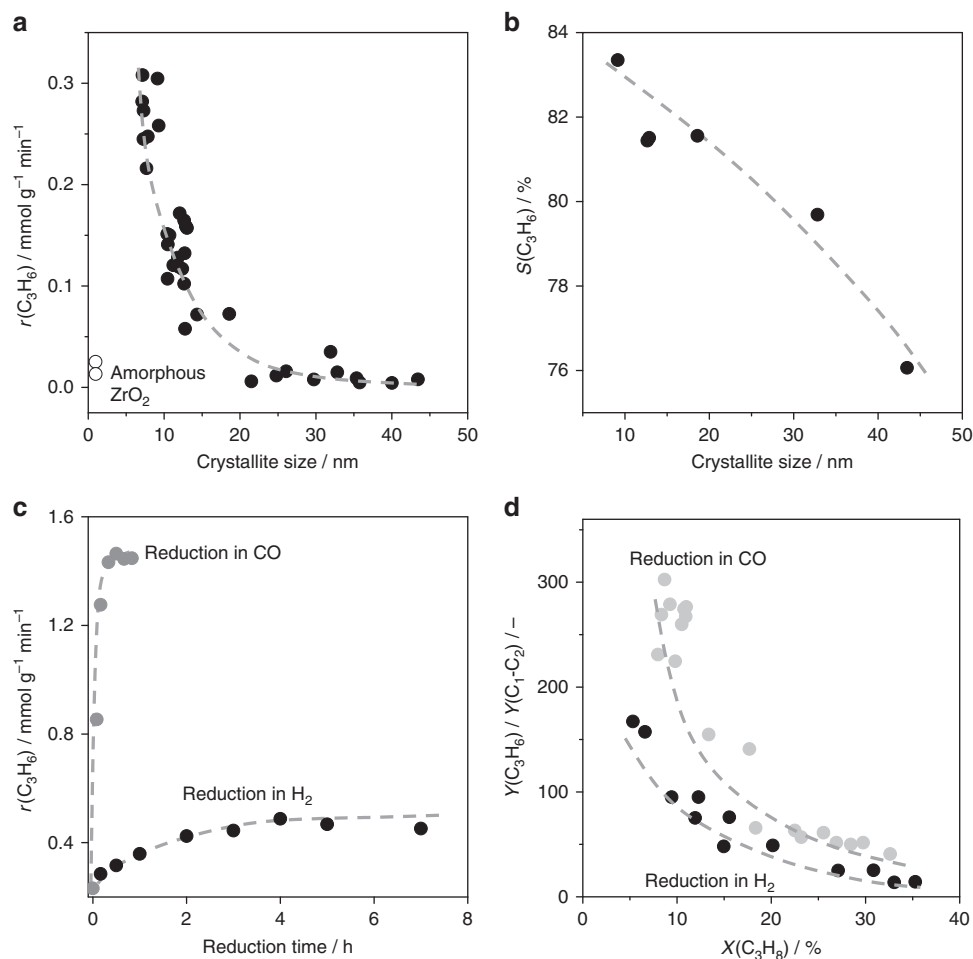 a
r(C₃H₆) / mmol g⁻¹ min⁻¹
0.3
0.2
0.1
0.0
Amorphous
ZrO₂
0 10 20 30 40 50
Crystallite size / nm
b
S(C₃H₆) / %
84
82
80
78
76
10 20 30 40 50
Crystallite size / nm
c
r(C₃H₆) / mmol g⁻¹ min⁻¹
1.6
1.2
0.8
0.4
Reduction in CO
Reduction in H₂
0 2 4 6 8
Reduction time / h
d
Y(C₃H₆) / Y(C₁-C₂) / –
300
200
100
0
Reduction in CO
Reduction in H₂
0 10 20 30 40
X(C₃H₈) / %